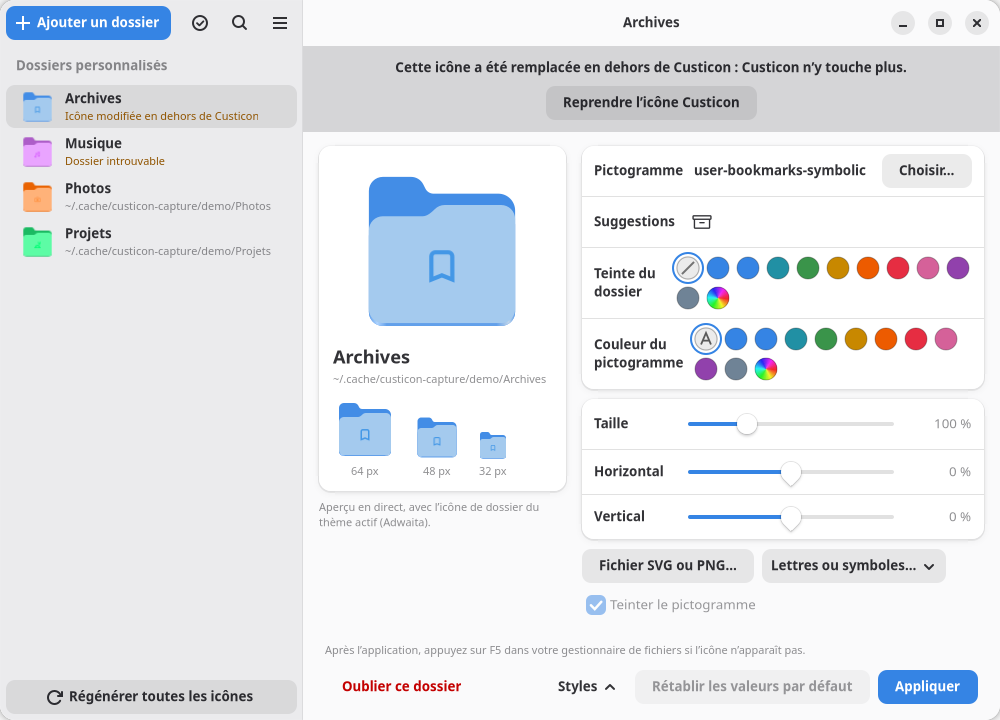 Ajouter un dossier
Archives
Dossiers personnalisés
Archives
Icône modifiée en dehors de Custicon
Musique
Dossier introuvable
Photos
~/.cache/custicon-capture/demo/Photos
Projets
~/.cache/custicon-capture/demo/Projets
Régénérer toutes les icônes
Cette icône a été remplacée en dehors de Custicon : Custicon n’y touche plus.
Reprendre l’icône Custicon
Archives
~/.cache/custicon-capture/demo/Archives
64 px
48 px
32 px
Aperçu en direct, avec l’icône de dossier du
thème actif (Adwaita).
Pictogramme
user-bookmarks-symbolic
Choisir…
Suggestions
Teinte du
dossier
Couleur du
pictogramme
A
Taille
100 %
Horizontal
0 %
Vertical
0 %
Fichier SVG ou PNG…
Lettres ou symboles…
Teinter le pictogramme
Après l’application, appuyez sur F5 dans votre gestionnaire de fichiers si l’icône n’apparaît pas.
Oublier ce dossier
Styles
Rétablir les valeurs par défaut
Appliquer